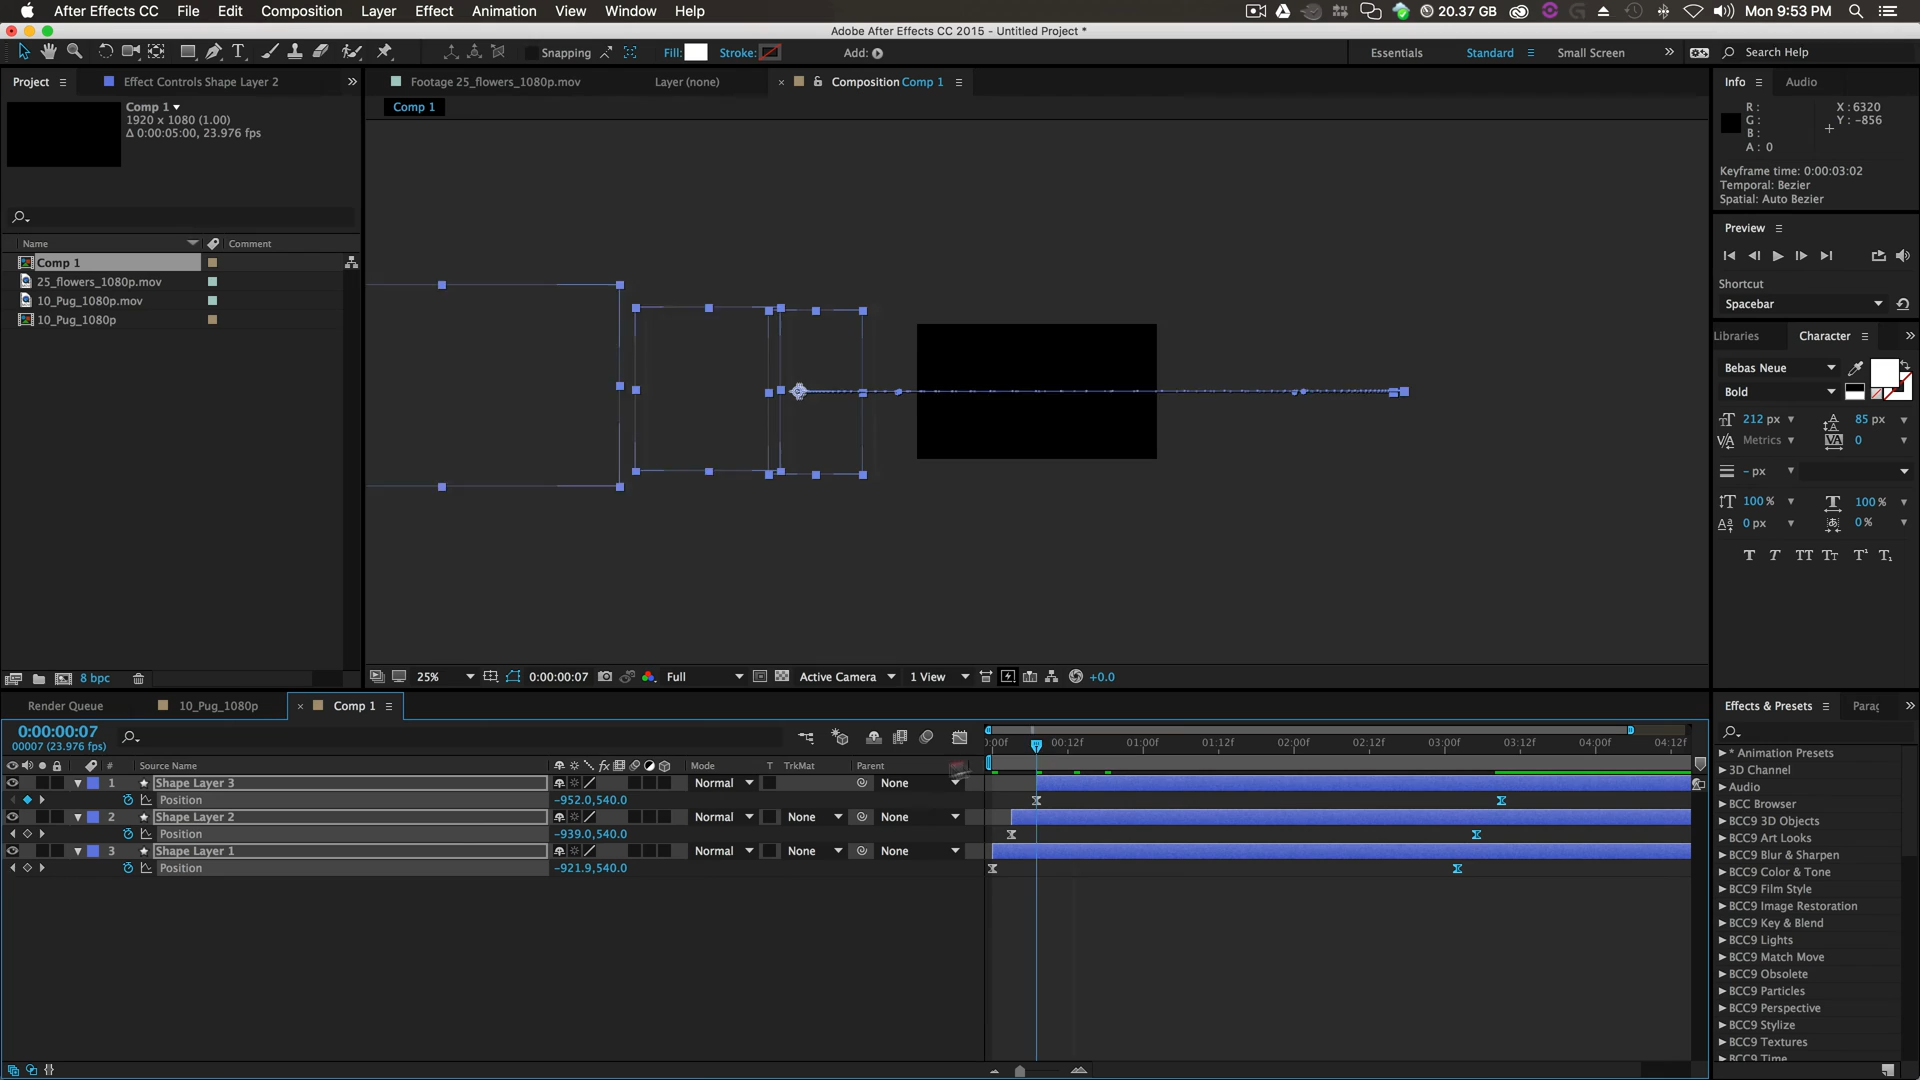 After Effects CC File Edit Composition Layer Effect Animation View Window Help 20.37 GB Mon 9:53 PM
Adobe After Effects CC 2015 - Untitled Project *
Snapping Fill: Stroke: Add: Essentials Standard Small Screen Search Help
Project Effect Controls Shape Layer 2 Footage 25_flowers_1080p.mov Layer (none) Composition Comp 1 Info Audio
Comp 1
1920 x 1080 (1.00)
Δ 0:00:05:00, 23.976 fps
Comp 1
R: X: 6320
G: Y: -856
B:
A: 0
Keyframe time: 0:00:03:02
Temporal: Bezier
Spatial: Auto Bezier
Preview
Shortcut
Spacebar
Name Comment
Comp 1
25_flowers_1080p.mov
10_Pug_1080p.mov
10_Pug_1080p
Libraries Character
Bebas Neue
Bold
212 px 85 px
Metrics 0
- px
100 % 100 %
0 px 0 %
8 bpc 25% 0:00:00:07 Full Active Camera 1 View +0.0
Render Queue 10_Pug_1080p Comp 1
0:00:00:07
00007 (23.976 fps)
:00f 00:12f 01:00f 01:12f 02:00f 02:12f 03:00f 03:12f 04:00f 04:12f
# Source Name Mode T TrkMat Parent
1 Shape Layer 3 Normal None
Position -952.0,540.0
2 Shape Layer 2 Normal None None
Position -939.0,540.0
3 Shape Layer 1 Normal None None
Position -921.9,540.0
Effects & Presets Parag
* Animation Presets
3D Channel
Audio
BCC Browser
BCC9 3D Objects
BCC9 Art Looks
BCC9 Blur & Sharpen
BCC9 Color & Tone
BCC9 Film Style
BCC9 Image Restoration
BCC9 Key & Blend
BCC9 Lights
BCC9 Match Move
BCC9 Obsolete
BCC9 Particles
BCC9 Perspective
BCC9 Stylize
BCC9 Textures
BCC9 Time